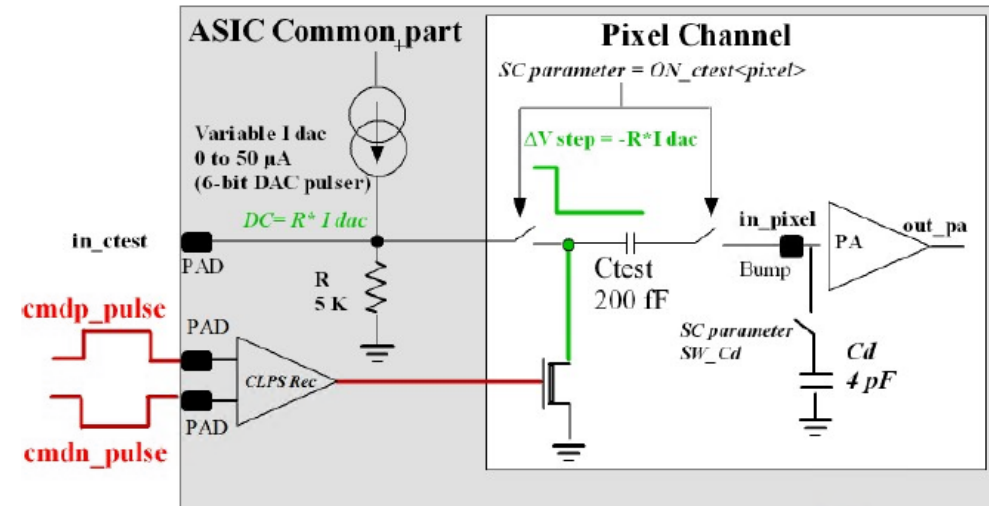 ASIC Common part
+
Pixel Channel
SC parameter = ON_ctest<pixel>
Variable I dac
0 to 50 µA
(6-bit DAC pulser)
ΔV step = -R*I dac
DC= R* I dac
in_ctest
PAD
in_pixel
out_pa
PA
Bump
R
5 K
Ctest
200 fF
cmdp_pulse
PAD
SC parameter
SW_Cd
CLPS Rec
Cd
4 pF
PAD
cmdn_pulse